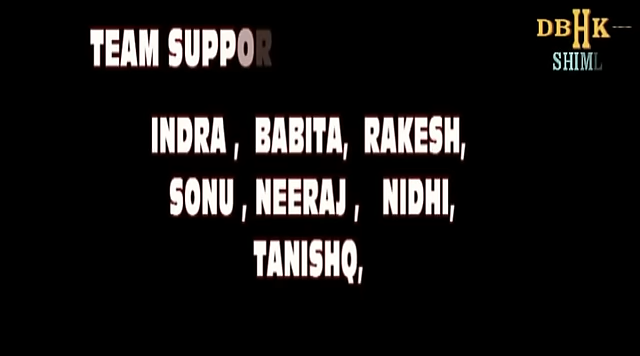 TEAM SUPPOR
DBHK
SHIML
INDRA , BABITA, RAKESH,
SONU , NEERAJ , NIDHI,
TANISHQ,